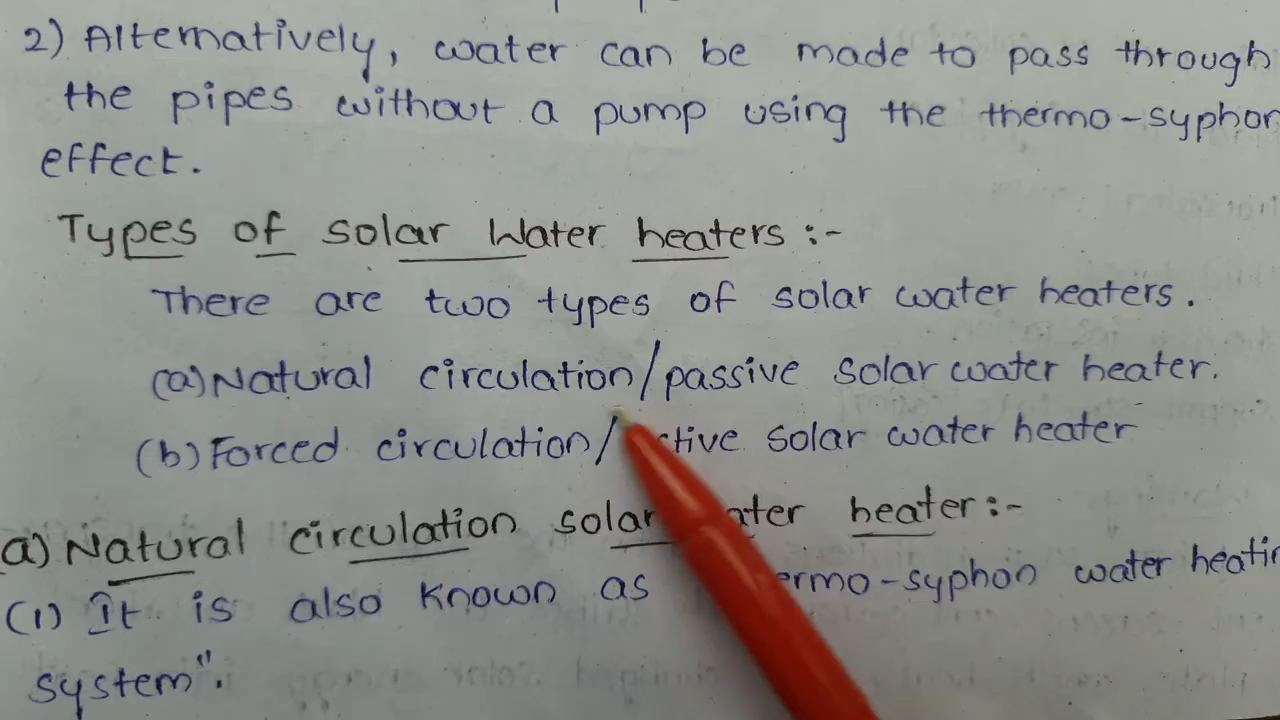 2) Alternatively, water can be made to pass through
the pipes without a pump using the thermo-syphon
effect.
Types of solar Water heaters :-
There are two types of solar water heaters.
(a) Natural circulation/passive solar water heater.
(b) Forced circulation/ctive solar water heater
(a) Natural circulation solar ater heater:-
(1) It is also known as ermo-syphon water heatin
system".